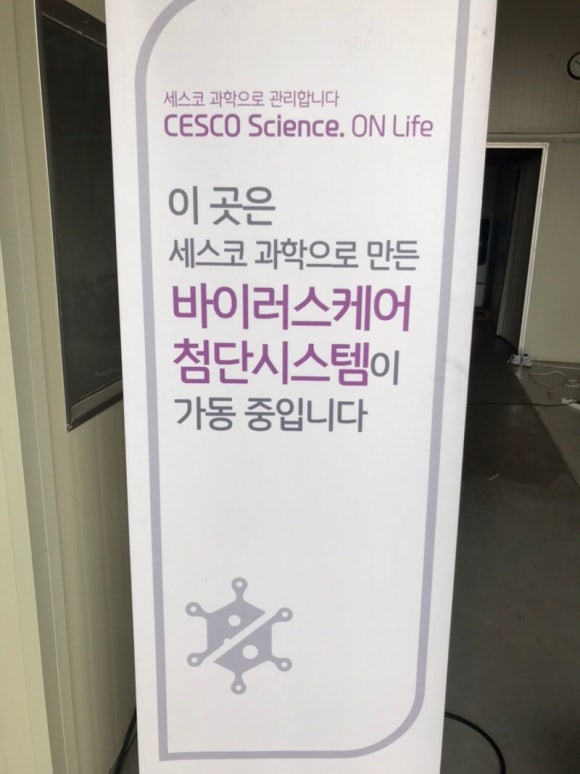 세스코 과학으로 관리합니다
CESCO Science. ON Life
이 곳은
세스코 과학으로 만든
바이러스케어
첨단시스템이
가동 중입니다